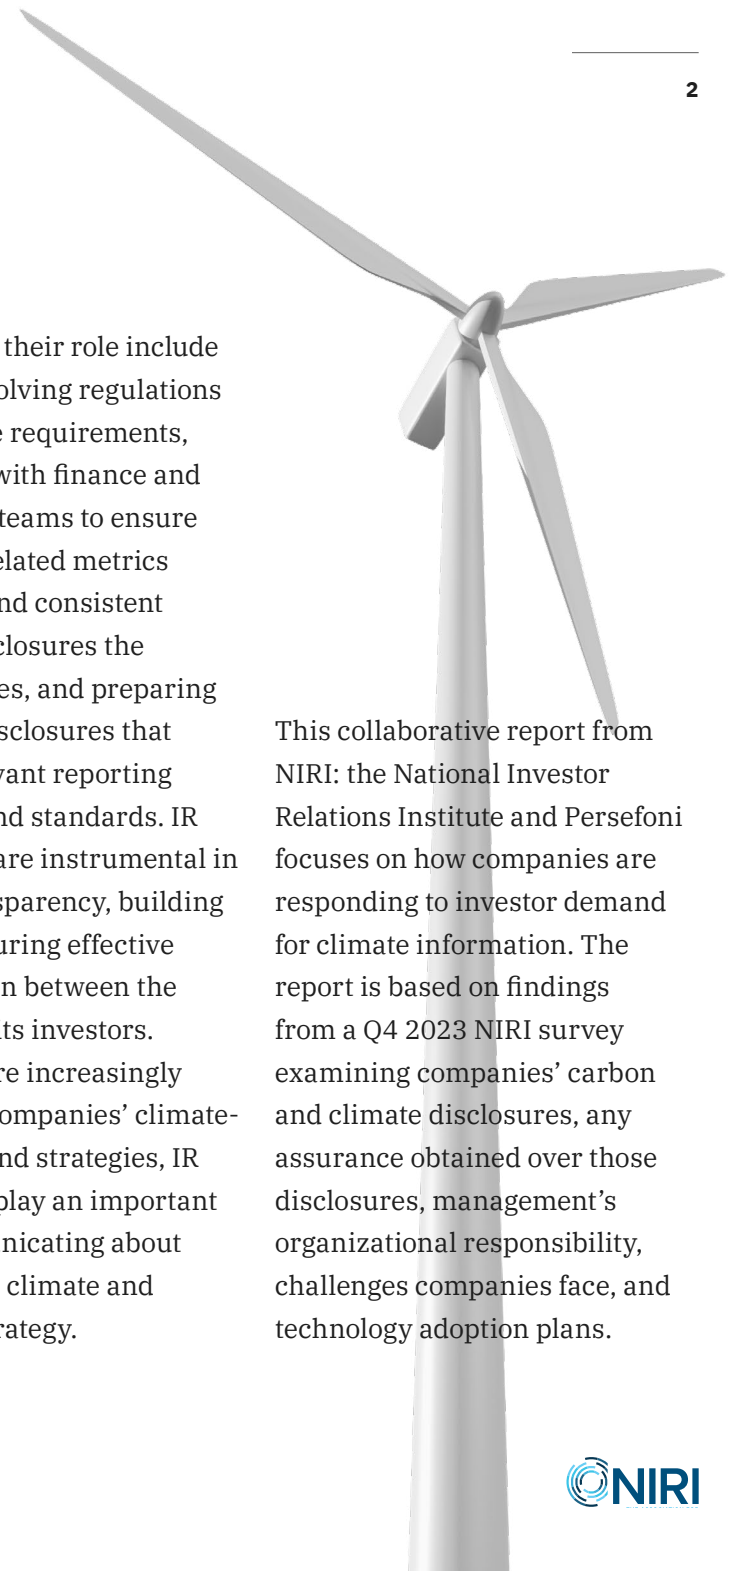 2
their role include
olving regulations
requirements,
with finance and
teams to ensure
elated metrics
nd consistent
closures the
es, and preparing
sclosures that
vant reporting
nd standards. IR
are instrumental in
sparency, building
uring effective
n between the
its investors.
re increasingly
ompanies’ climate-
nd strategies, IR
play an important
nicating about
climate and
rategy.
This collaborative report from
NIRI: the National Investor
Relations Institute and Persefoni
focuses on how companies are
responding to investor demand
for climate information. The
report is based on findings
from a Q4 2023 NIRI survey
examining companies’ carbon
and climate disclosures, any
assurance obtained over those
disclosures, management’s
organizational responsibility,
challenges companies face, and
technology adoption plans.
NIRI